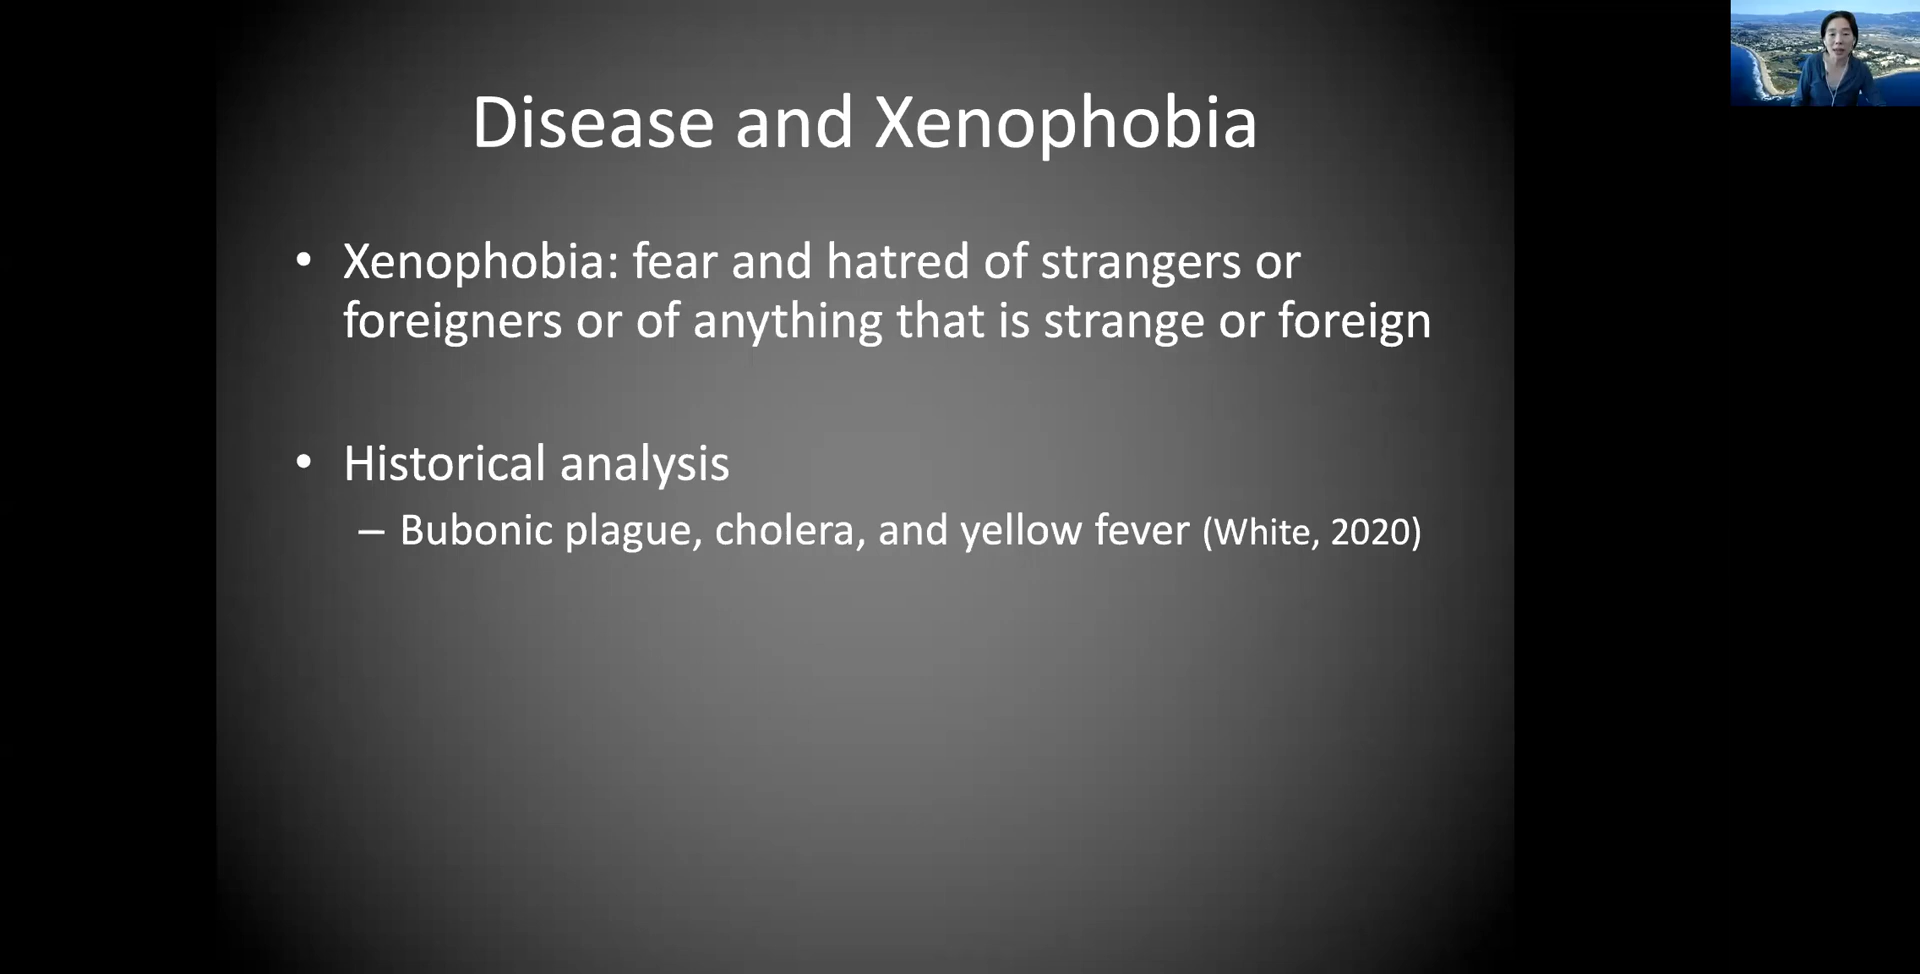 Disease and Xenophobia
• Xenophobia: fear and hatred of strangers or
foreigners or of anything that is strange or foreign
• Historical analysis
– Bubonic plague, cholera, and yellow fever (White, 2020)